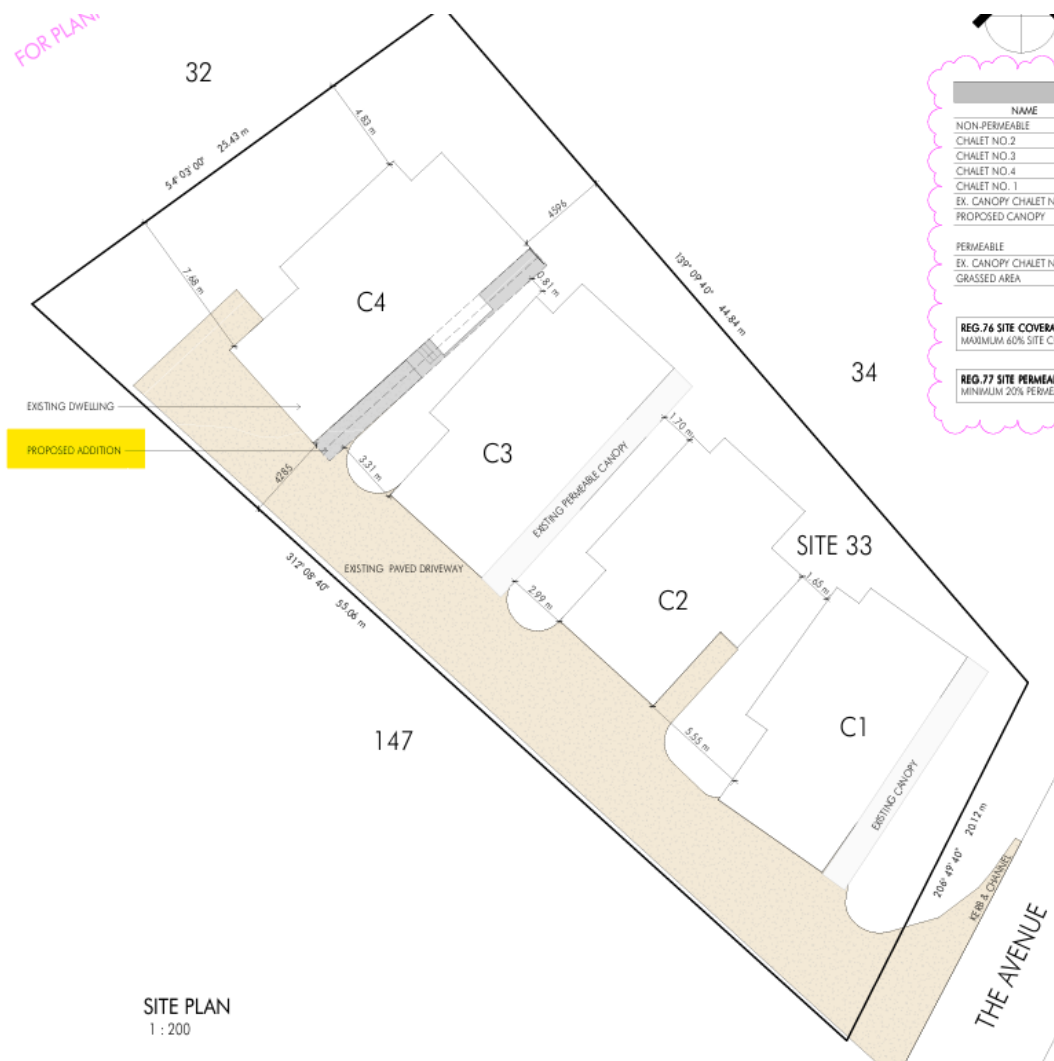 FOR PLAN
32
4.83 m
54° 03' 00"
25.43 m
NAME
NON-PERMEABLE
CHALET NO.2
CHALET NO.3
CHALET NO.4
CHALET NO. 1
EX. CANOPY CHALET N
PROPOSED CANOPY
PERMEABLE
EX. CANOPY CHALET N
GRASSED AREA
REG.76 SITE COVERA
MAXIMUM 60% SITE C
REG.77 SITE PERMEA
MINIMUM 20% PERME
4596
139° 09' 40"
44.84 m
7.68 m
0.81 m
C4
34
EXISTING DWELLING
PROPOSED ADDITION
1.70 m
C3
3.31 m
4285
EXISTING PERMEABLE CANOPY
SITE 33
EXISTING PAVED DRIVEWAY
312° 08' 40"
55.06 m
2.99 m
C2
1.65 m
147
5.55 m
C1
EXISTING CANOPY
206° 49' 40"
20.12 m
KERB & CHANNEL
THE AVENUE
SITE PLAN
1 : 200